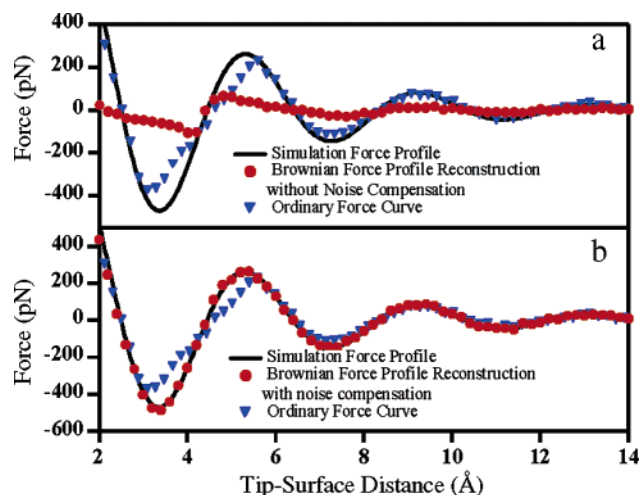 400
200
0
-200
-400
Force (pN)
a
Simulation Force Profile
Brownian Force Profile Reconstruction
without Noise Compensation
Ordinary Force Curve
400
200
0
-200
-400
-600
Force (pN)
b
Simulation Force Profile
Brownian Force Profile Reconstruction
with noise compensation
Ordinary Force Curve
2 4 6 8 10 12 14
Tip-Surface Distance (Å)